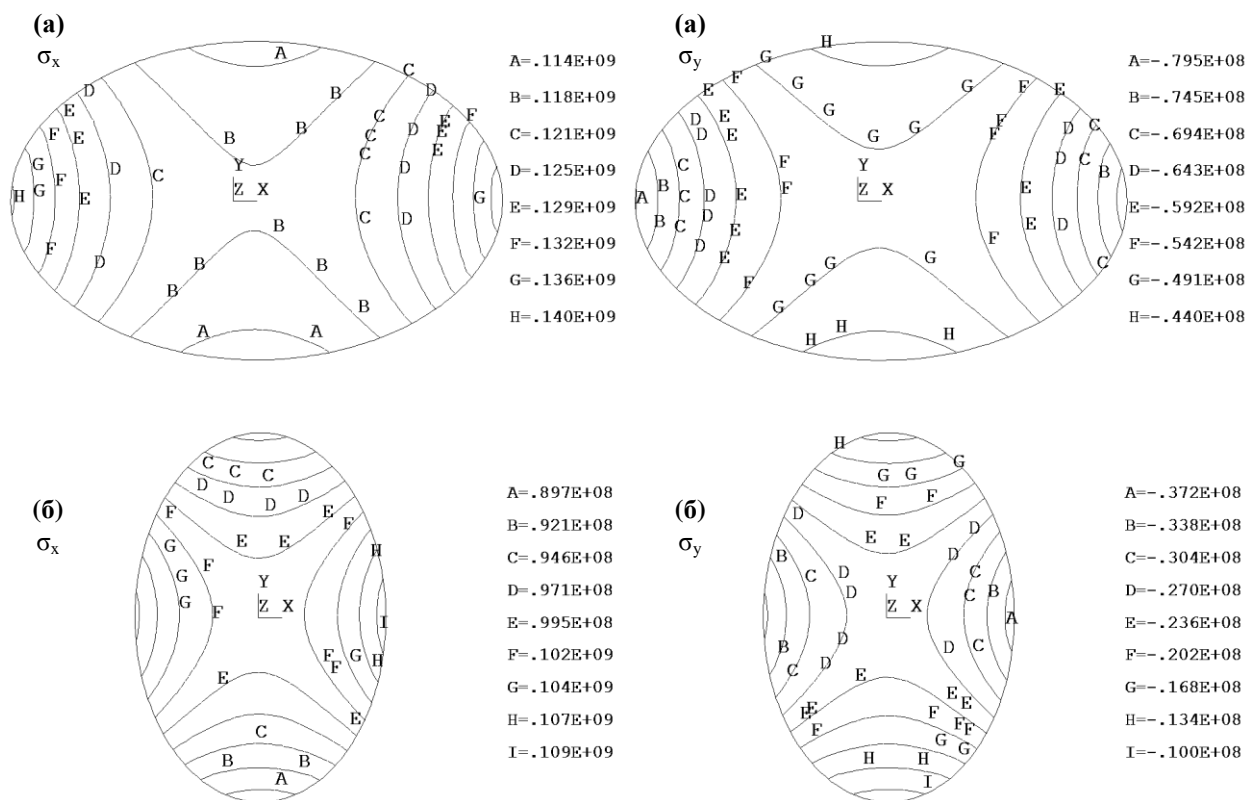 (а)
σx
A=.114E+09
B=.118E+09
C=.121E+09
D=.125E+09
E=.129E+09
F=.132E+09
G=.136E+09
H=.140E+09
Y
Z X
(а)
σy
A=-.795E+08
B=-.745E+08
C=-.694E+08
D=-.643E+08
E=-.592E+08
F=-.542E+08
G=-.491E+08
H=-.440E+08
Y
Z X
(б)
σx
A=.897E+08
B=.921E+08
C=.946E+08
D=.971E+08
E=.995E+08
F=.102E+09
G=.104E+09
H=.107E+09
I=.109E+09
Y
Z X
(б)
σy
A=-.372E+08
B=-.338E+08
C=-.304E+08
D=-.270E+08
E=-.236E+08
F=-.202E+08
G=-.168E+08
H=-.134E+08
I=-.100E+08
Y
Z X